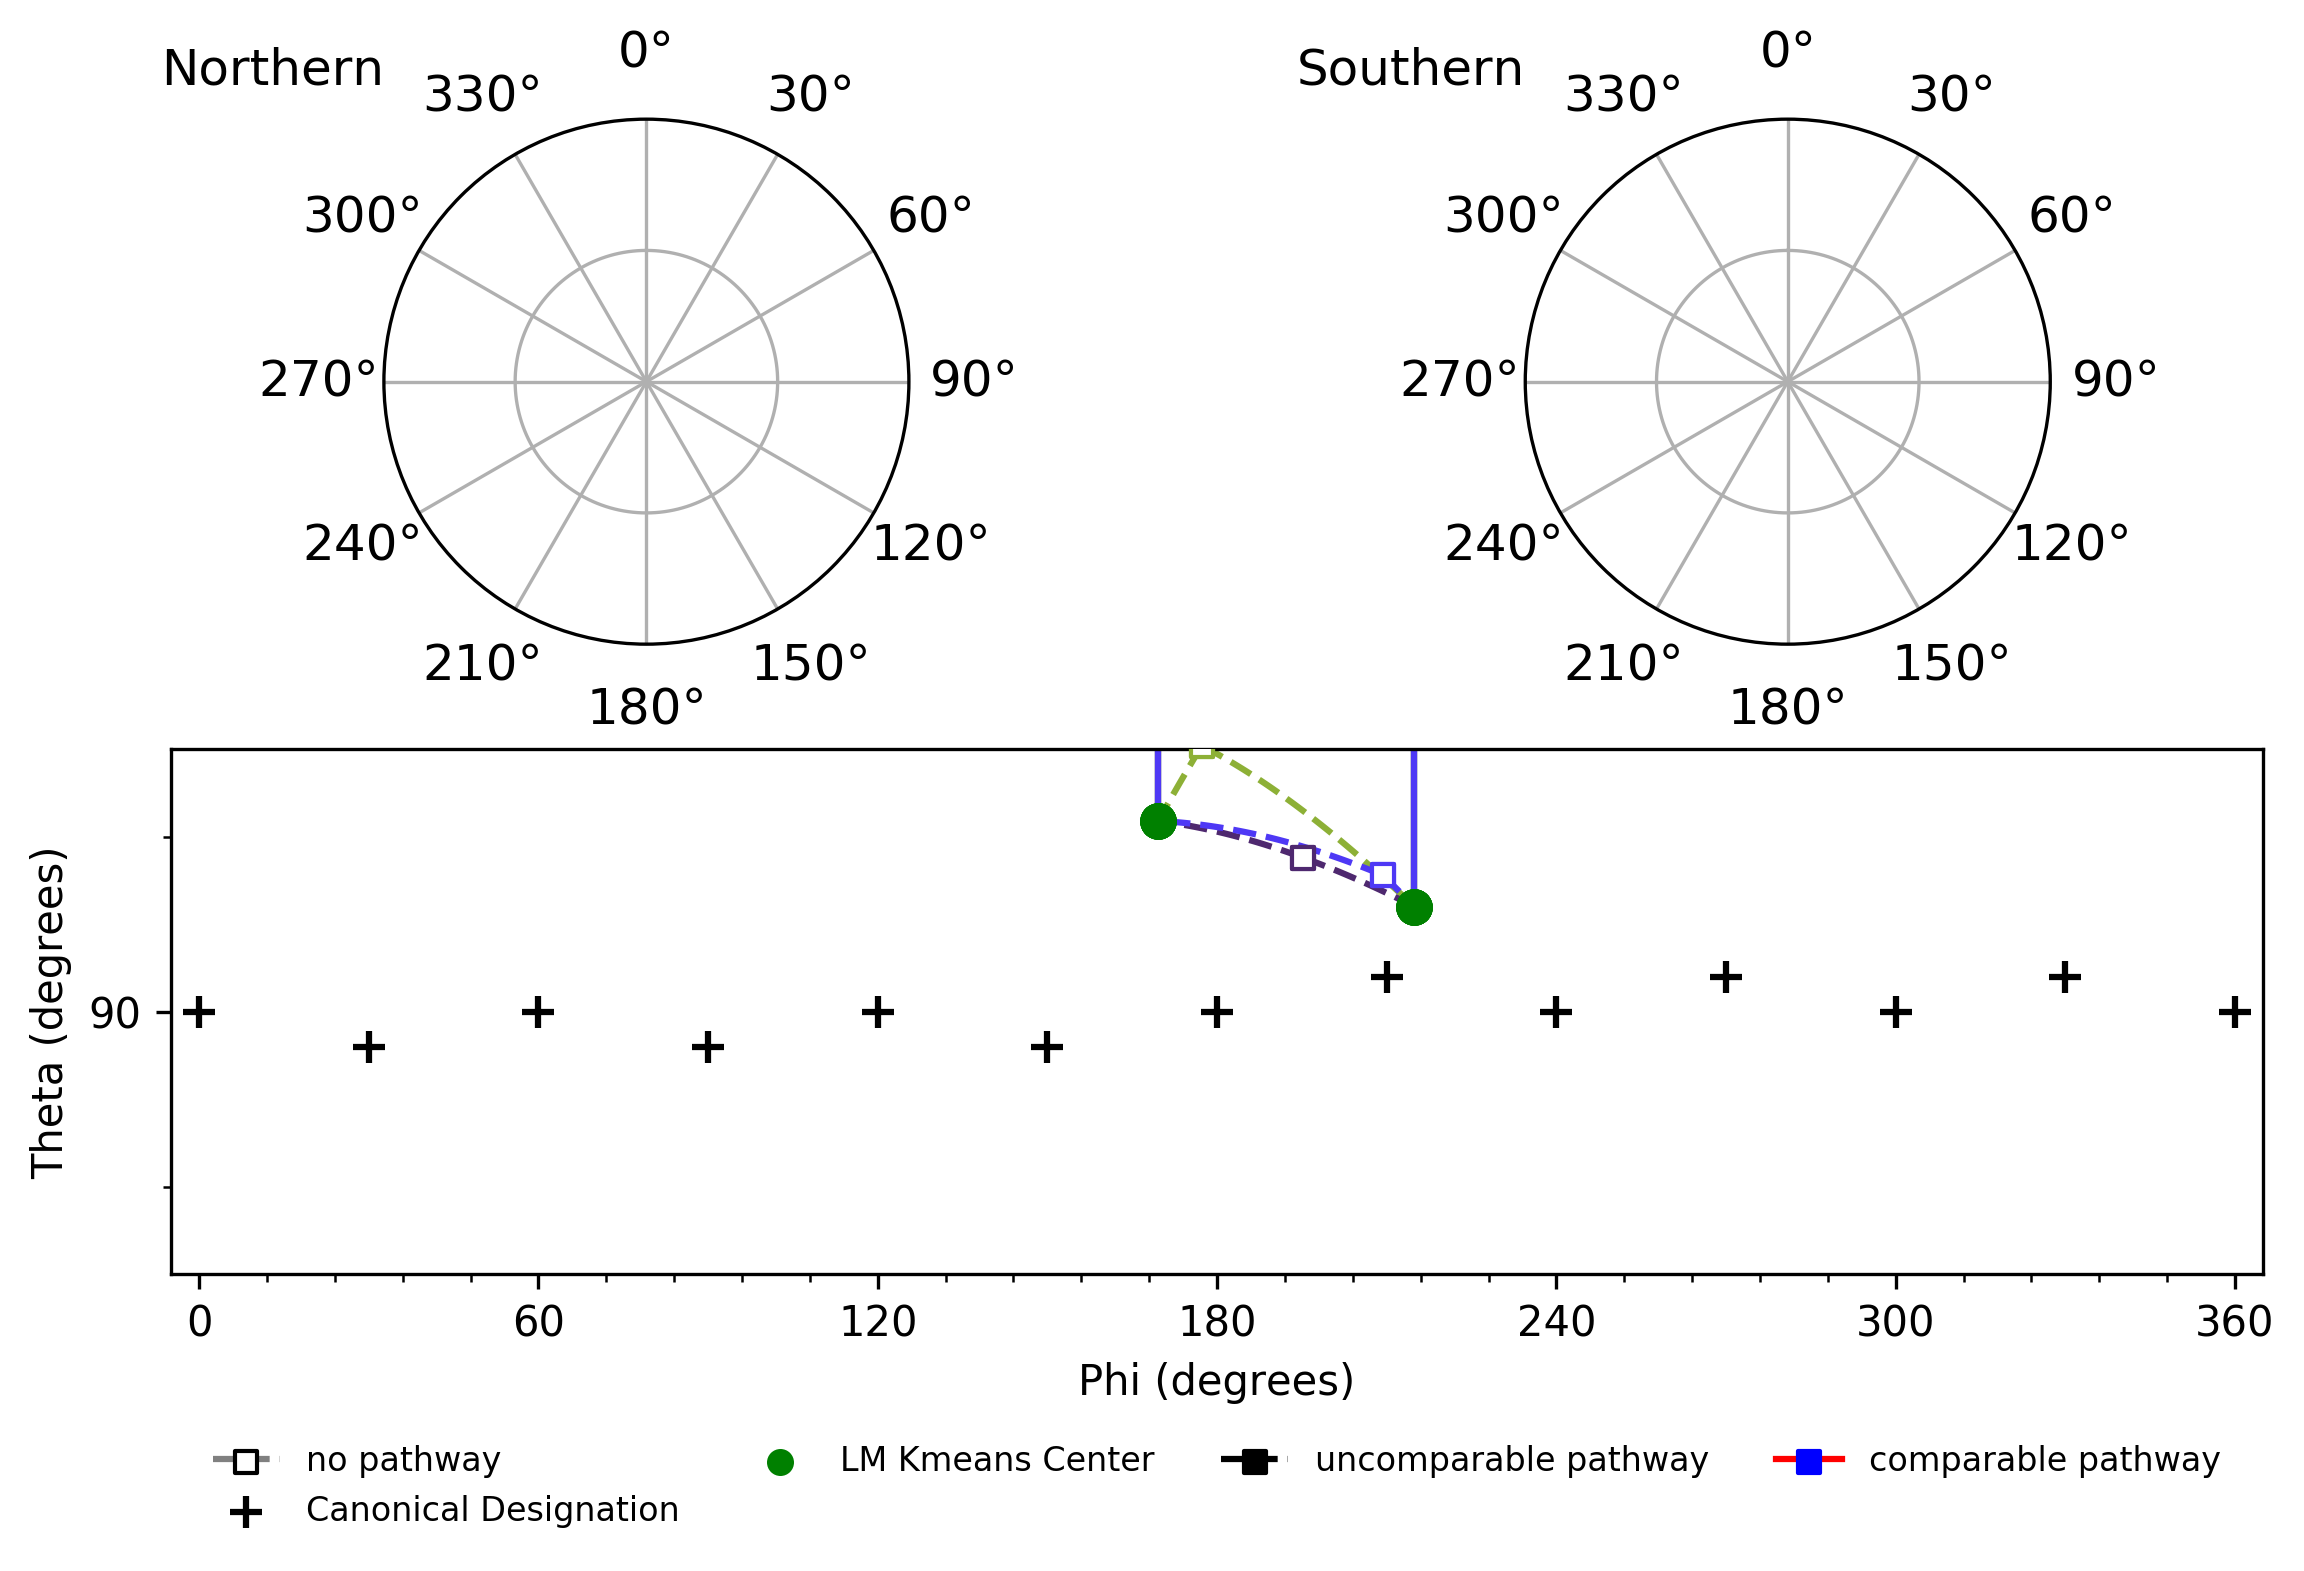 Northern
0°
30°
60°
90°
120°
150°
180°
210°
240°
270°
300°
330°
Southern
0°
30°
60°
90°
120°
150°
180°
210°
240°
270°
300°
330°
Theta (degrees)
90
0 60 120 180 240 300 360
Phi (degrees)
no pathway
Canonical Designation
LM Kmeans Center
uncomparable pathway
comparable pathway